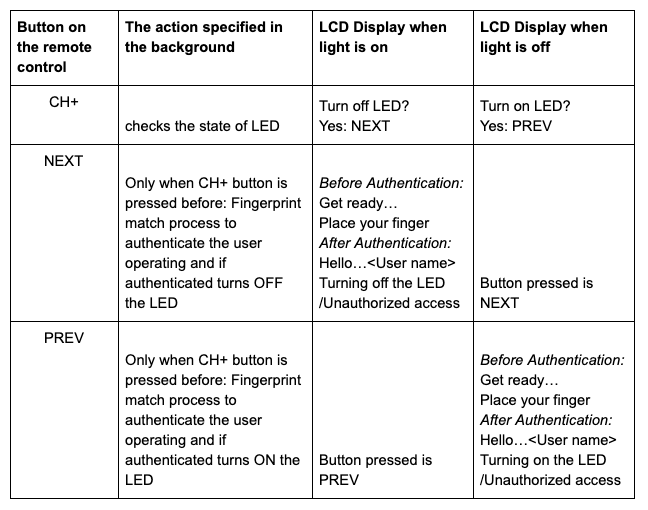 Button on
the remote
control
The action specified in
the background
LCD Display when
light is on
LCD Display when
light is off
CH+
checks the state of LED
Turn off LED?
Yes: NEXT
Turn on LED?
Yes: PREV
NEXT
Only when CH+ button is
pressed before: Fingerprint
match process to
authenticate the user
operating and if
authenticated turns OFF
the LED
Before Authentication:
Get ready…
Place your finger
After Authentication:
Hello…<User name>
Turning off the LED
/Unauthorized access
Button pressed is
NEXT
PREV
Only when CH+ button is
pressed before: Fingerprint
match process to
authenticate the user
operating and if
authenticated turns ON the
LED
Button pressed is
PREV
Before Authentication:
Get ready…
Place your finger
After Authentication:
Hello…<User name>
Turning on the LED
/Unauthorized access